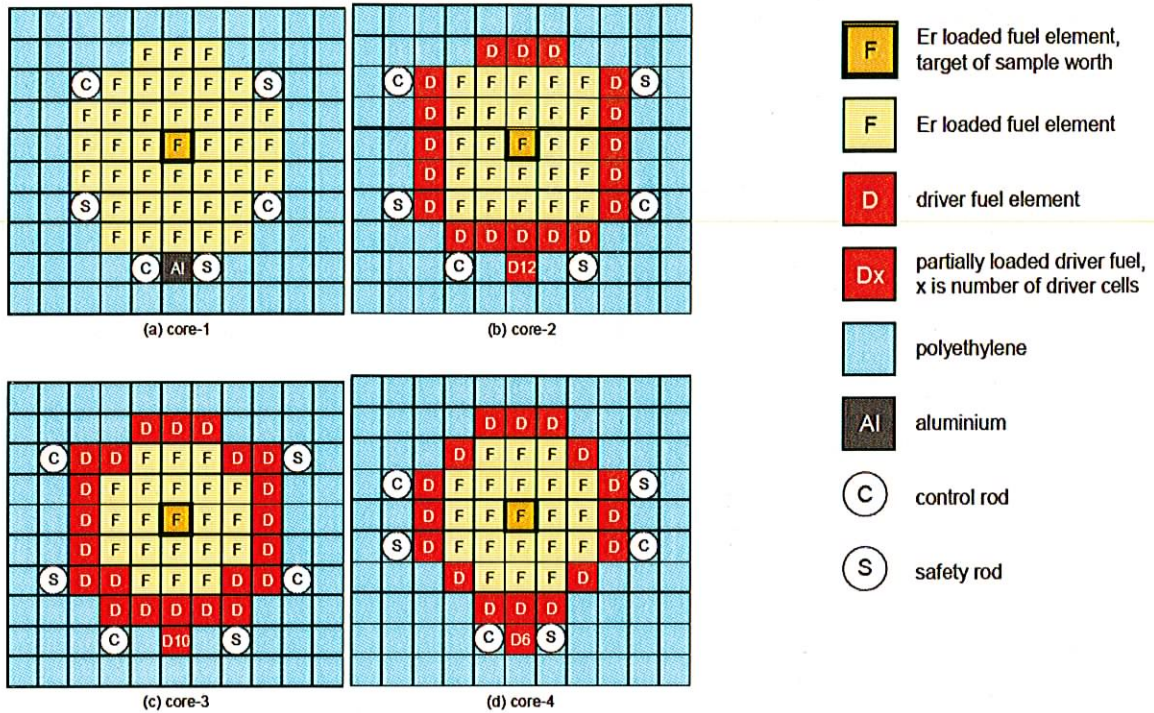 F F F
C F F F F F S
F F F F F F F
F F F F F F F
F F F F F F F
S F F F F F C
F F F F F
C Al S
(a) core-1
D D D
C D F F F F F D S
D F F F F F D
D F F F F F D
D F F F F F D
S D F F F F F D C
D D D D D
C D12 S
(b) core-2
D D D
C D D F F F D D S
D F F F F F D
D F F F F F D
D F F F F F D
S D D F F F D D C
D D D D D
C D10 S
(c) core-3
D D D
D F F F D
C D F F F F F D S
D F F F F F D
S D F F F F F D C
D F F F D
D D D
C D6 S
(d) core-4
F Er loaded fuel element,
target of sample worth
F Er loaded fuel element
D driver fuel element
Dx partially loaded driver fuel,
x is number of driver cells
polyethylene
Al aluminium
C control rod
S safety rod